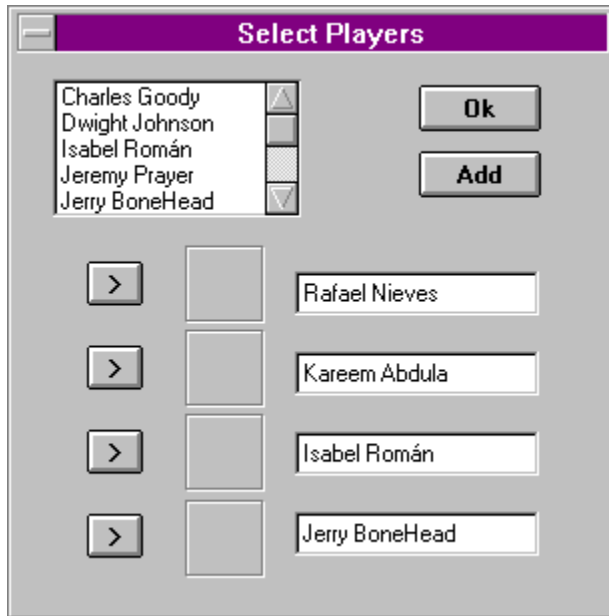 Select Players
Charles Goody
Dwight Johnson
Isabel Román
Jeremy Prayer
Jerry BoneHead
Ok
Add
>
Rafael Nieves
>
Kareem Abdula
>
Isabel Román
>
Jerry BoneHead